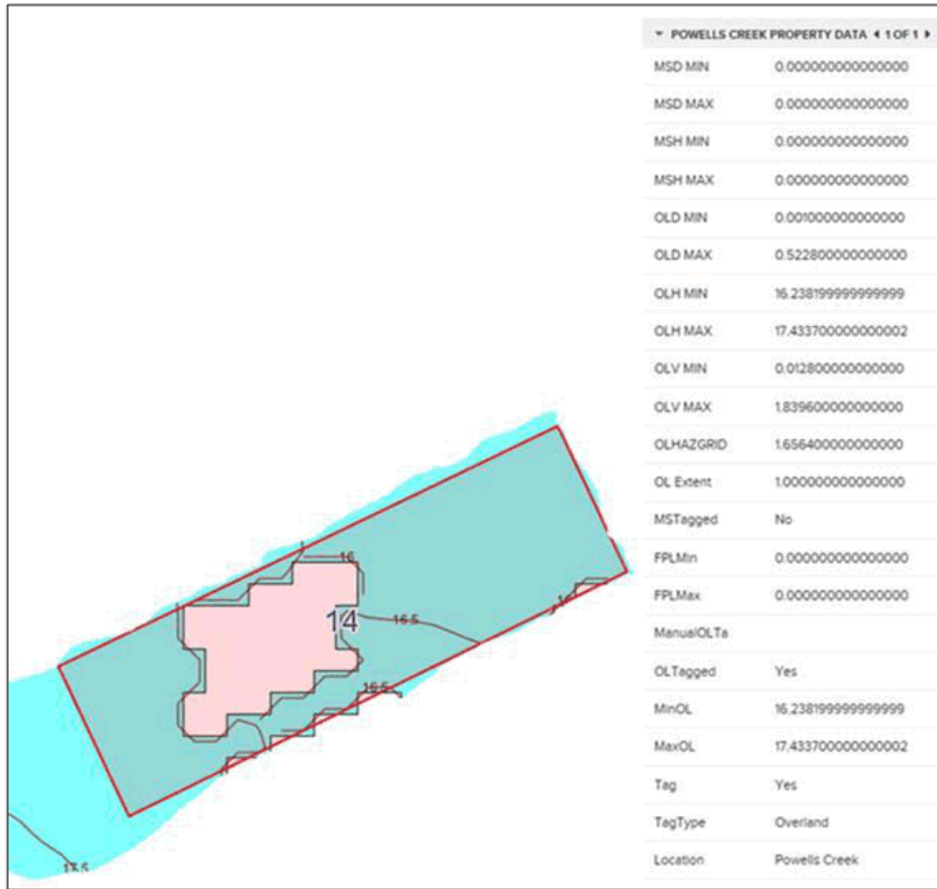 ▼ POWELLS CREEK PROPERTY DATA ◀ 1 OF 1 ▶
MSD MIN 0.000000000000000
MSD MAX 0.000000000000000
MSH MIN 0.000000000000000
MSH MAX 0.000000000000000
OLD MIN 0.001000000000000
OLD MAX 0.522800000000000
OLH MIN 16.238199999999999
OLH MAX 17.433700000000002
OLV MIN 0.012800000000000
OLV MAX 1.839600000000000
OLHAZGRID 1.656400000000000
OL Extent 1.000000000000000
MSTagged No
FPLMin 0.000000000000000
FPLMax 0.000000000000000
ManualOLTa
OLTagged Yes
MinOL 16.238199999999999
MaxOL 17.433700000000002
Tag Yes
TagType Overland
Location Powells Creek
16
14
16.5
16
16.5
17.5